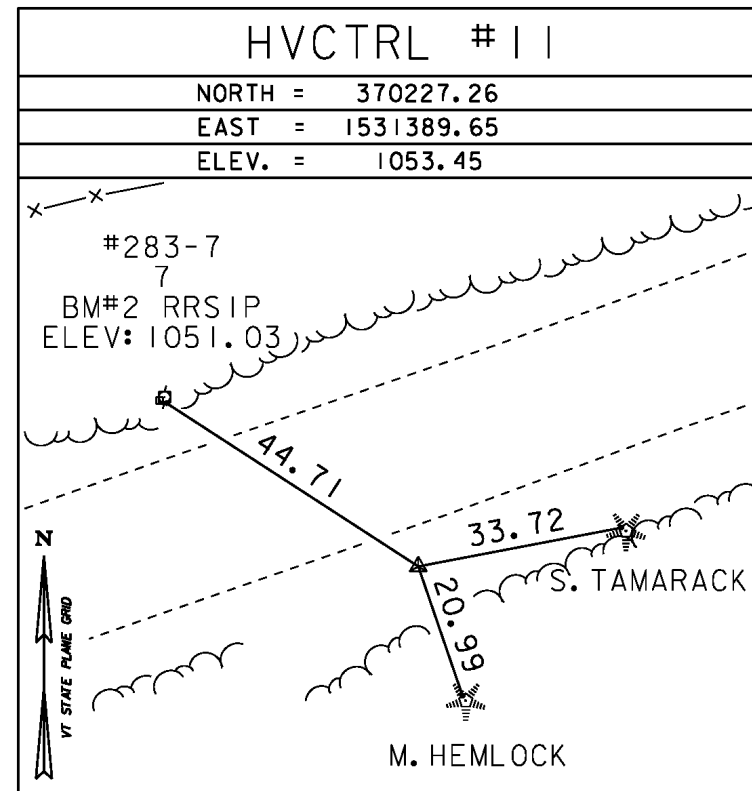 HVCTRL #11
NORTH = 370227.26
EAST = 1531389.65
ELEV. = 1053.45
#283-7
7
BM#2 RRSIP
ELEV: 1051.03
44.71
33.72
20.99
S. TAMARACK
M. HEMLOCK
N
VT STATE PLANE GRID